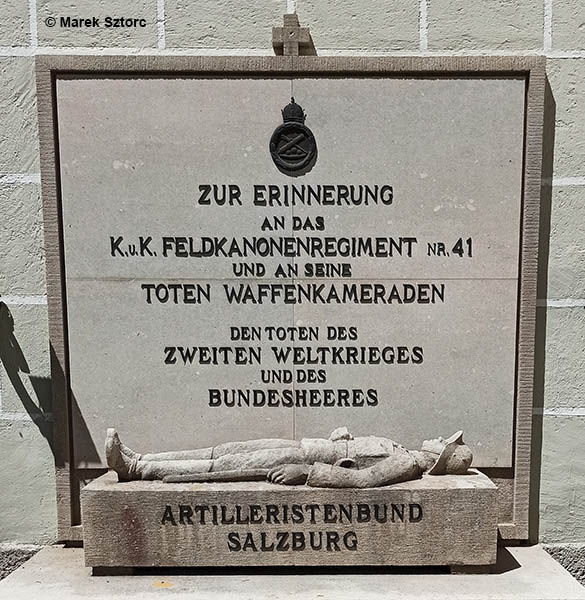 © Marek Sztorc
ZUR ERINNERUNG
AN DAS
K.u.K. FELDKANONENREGIMENT NR. 41
UND AN SEINE
TOTEN WAFFENKAMERADEN
DEN TOTEN DES
ZWEITEN WELTKRIEGES
UND DES
BUNDESHEERES
ARTILLERISTENBUND
SALZBURG